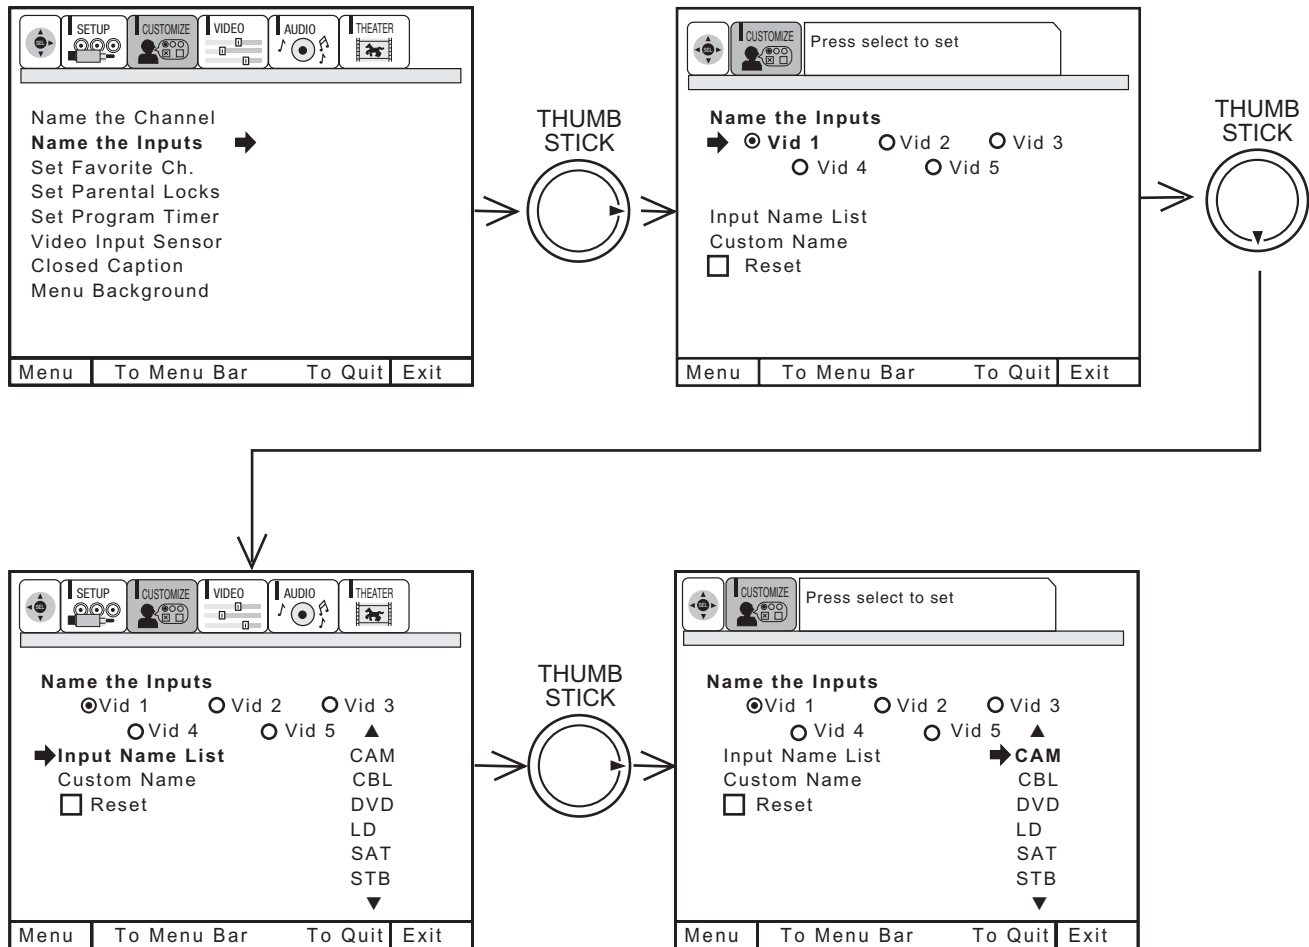 SETUP CUSTOMIZE VIDEO AUDIO THEATER
SEL
Name the Channel
Name the Inputs
Set Favorite Ch.
Set Parental Locks
Set Program Timer
Video Input Sensor
Closed Caption
Menu Background
Menu To Menu Bar To Quit Exit
THUMB
STICK
SEL
CUSTOMIZE
Press select to set
Name the Inputs
Vid 1 Vid 2 Vid 3
Vid 4 Vid 5
Input Name List
Custom Name
Reset
Menu To Menu Bar To Quit Exit
THUMB
STICK
SETUP CUSTOMIZE VIDEO AUDIO THEATER
SEL
Name the Inputs
Vid 1 Vid 2 Vid 3
Vid 4 Vid 5
Input Name List CAM
Custom Name CBL
Reset DVD
LD
SAT
STB
Menu To Menu Bar To Quit Exit
THUMB
STICK
SEL
CUSTOMIZE
Press select to set
Name the Inputs
Vid 1 Vid 2 Vid 3
Vid 4 Vid 5
Input Name List CAM
Custom Name CBL
Reset DVD
LD
SAT
STB
Menu To Menu Bar To Quit Exit